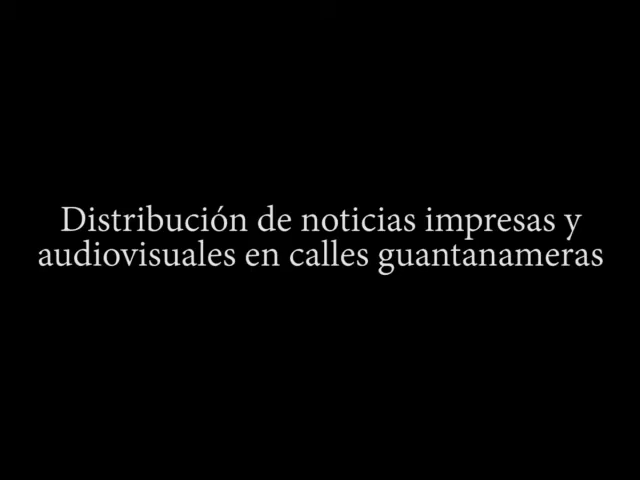 Distribución de noticias impresas y
audiovisuales en calles guantanameras